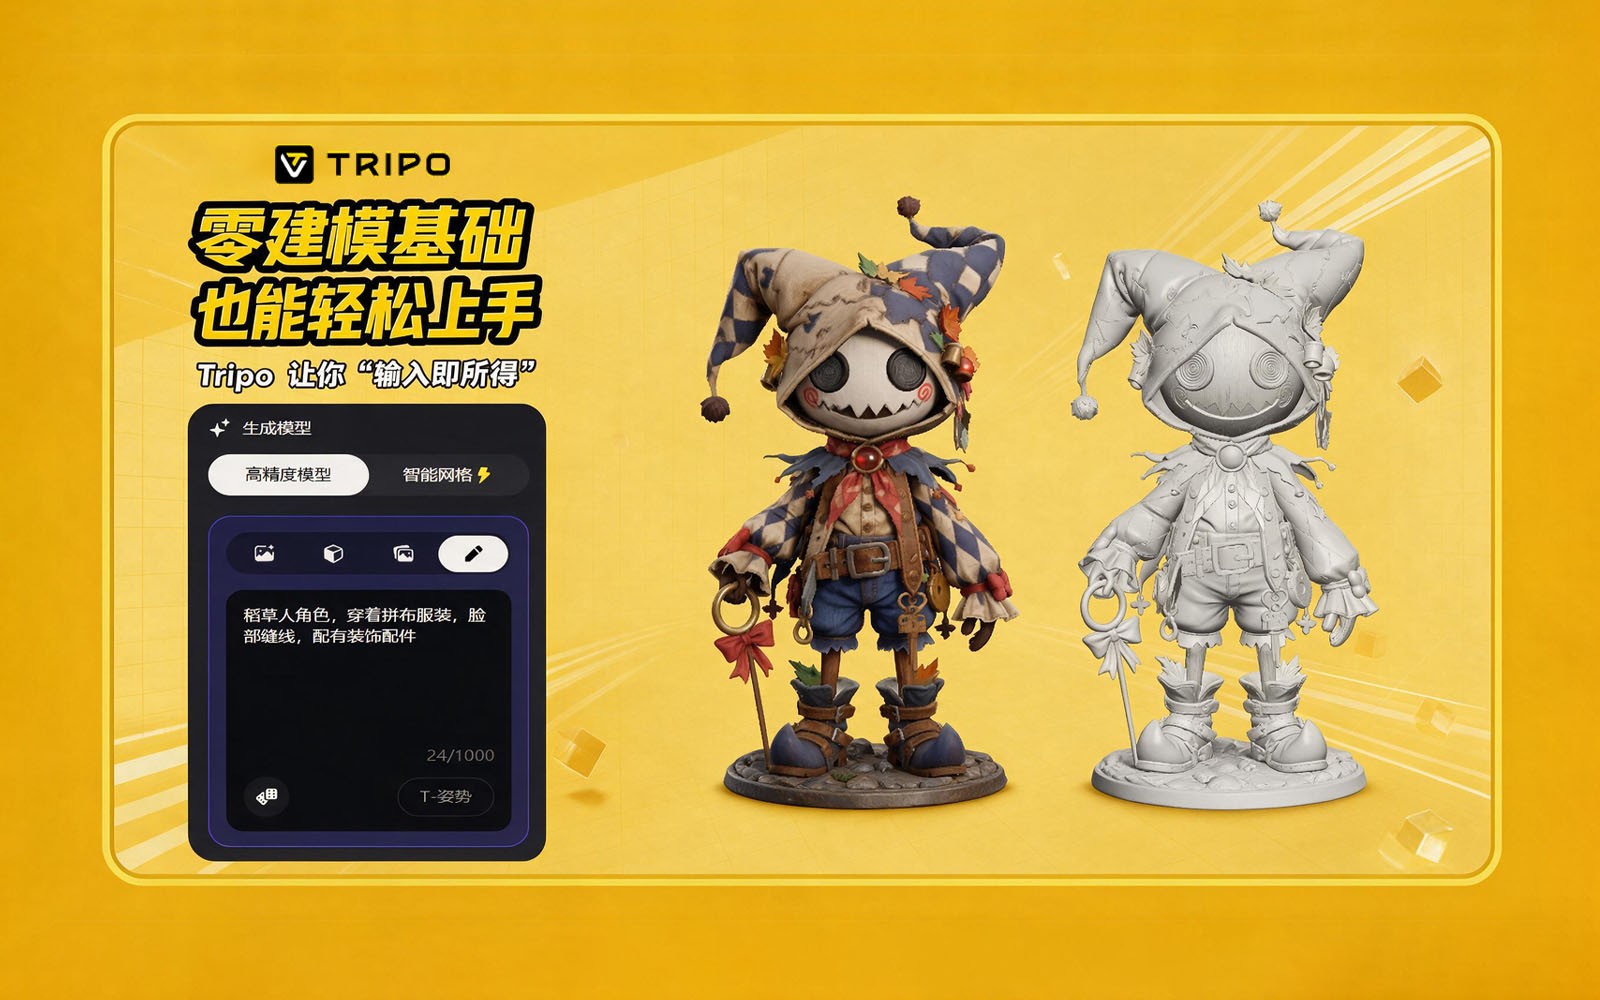 TRIPO
零建模基础
也能轻松上手
Tripo 让你“输入即所得”
生成模型
高精度模型
智能网格
稻草人角色，穿着拼布服装，脸
部缝线，配有装饰配件
24/1000
T-姿势